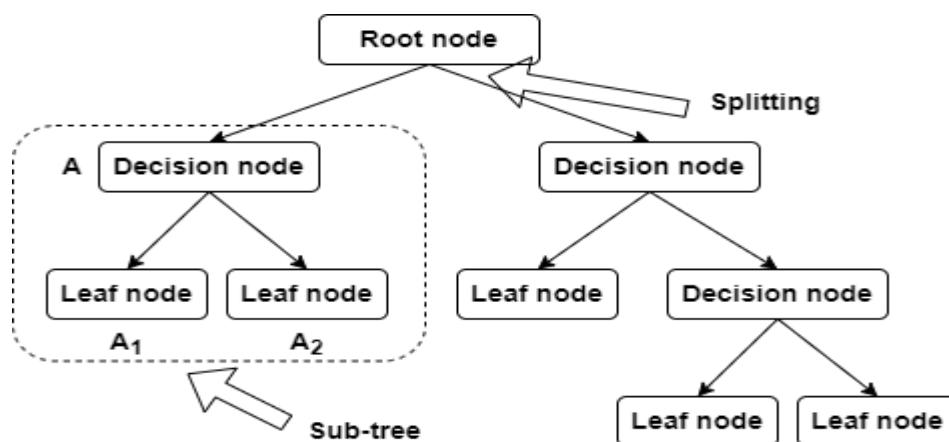 Root node
Splitting
A
Decision node
Decision node
Leaf node
Leaf node
Leaf node
Decision node
A1
A2
Leaf node
Leaf node
Sub-tree